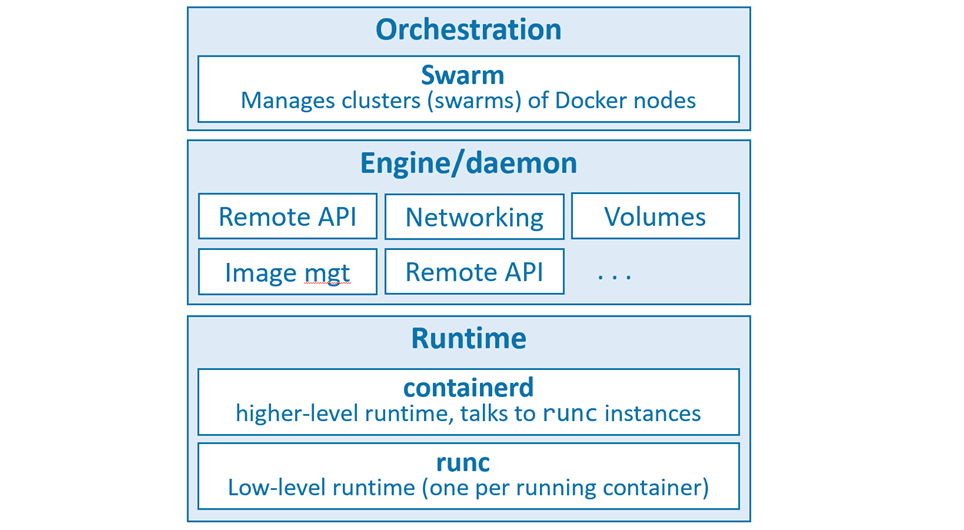 Orchestration
Swarm
Manages clusters (swarms) of Docker nodes
Engine/daemon
Remote API
Networking
Volumes
Image mgt
Remote API
...
Runtime
containerd
higher-level runtime, talks to runc instances
runc
Low-level runtime (one per running container)